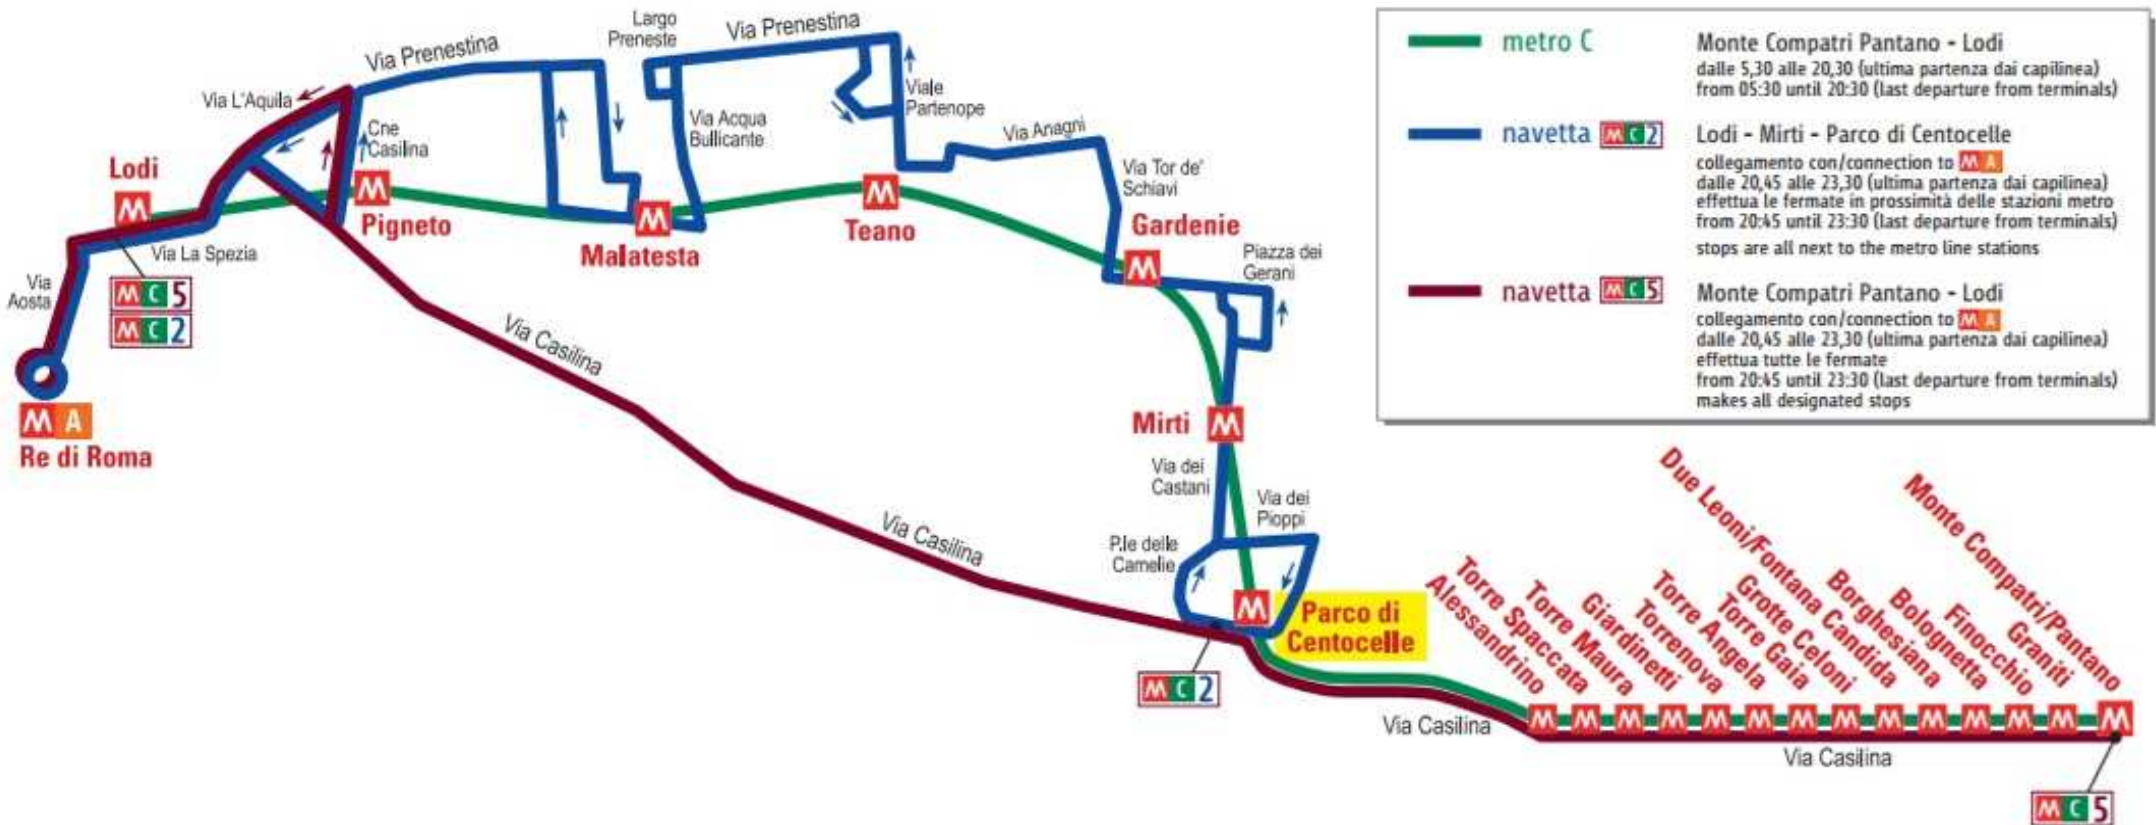 Via Prenestina
Largo
Preneste
Via Prenestina
Via L'Aquila
Cne
Casilina
Via Acqua
Bullicante
Viale
Partenope
Via Anagni
Via Tor de'
Schiavi
Lodi
M
M
Pigneto
M
Malatesta
M
Teano
Gardenie
M
Piazza dei
Gerani
Via La Spezia
Via
Aosta
M C 5
M C 2
M A
Re di Roma
Via Casilina
Via Casilina
Mirti
M
Via dei
Castani
Via dei
Pioppi
P.le delle
Camelie
M
Parco di
Centocelle
M C 2
metro C
Monte Compatri Pantano - Lodi
dalle 5,30 alle 20,30 (ultima partenza dai capilinea)
from 05:30 until 20:30 (last departure from terminals)
navetta M C 2
Lodi - Mirti - Parco di Centocelle
collegamento con/connection to M A
dalle 20,45 alle 23,30 (ultima partenza dai capilinea)
effettua le fermate in prossimità delle stazioni metro
from 20:45 until 23:30 (last departure from terminals)
stops are all next to the metro line stations
navetta M C 5
Monte Compatri Pantano - Lodi
collegamento con/connection to M A
dalle 20,45 alle 23,30 (ultima partenza dai capilinea)
effettua tutte le fermate
from 20:45 until 23:30 (last departure from terminals)
makes all designated stops
Alessandrino
Torre Spaccata
Torre Maura
Giardinetti
Torrenova
Torre Angela
Torre Gaia
Grotte Celoni
Due Leoni/Fontana Candida
Borghesiana
Bolognetta
Finocchio
Graniti
Monte Compatri/Pantano
M M M M M M M M M M M M M M
Via Casilina
Via Casilina
M C 5